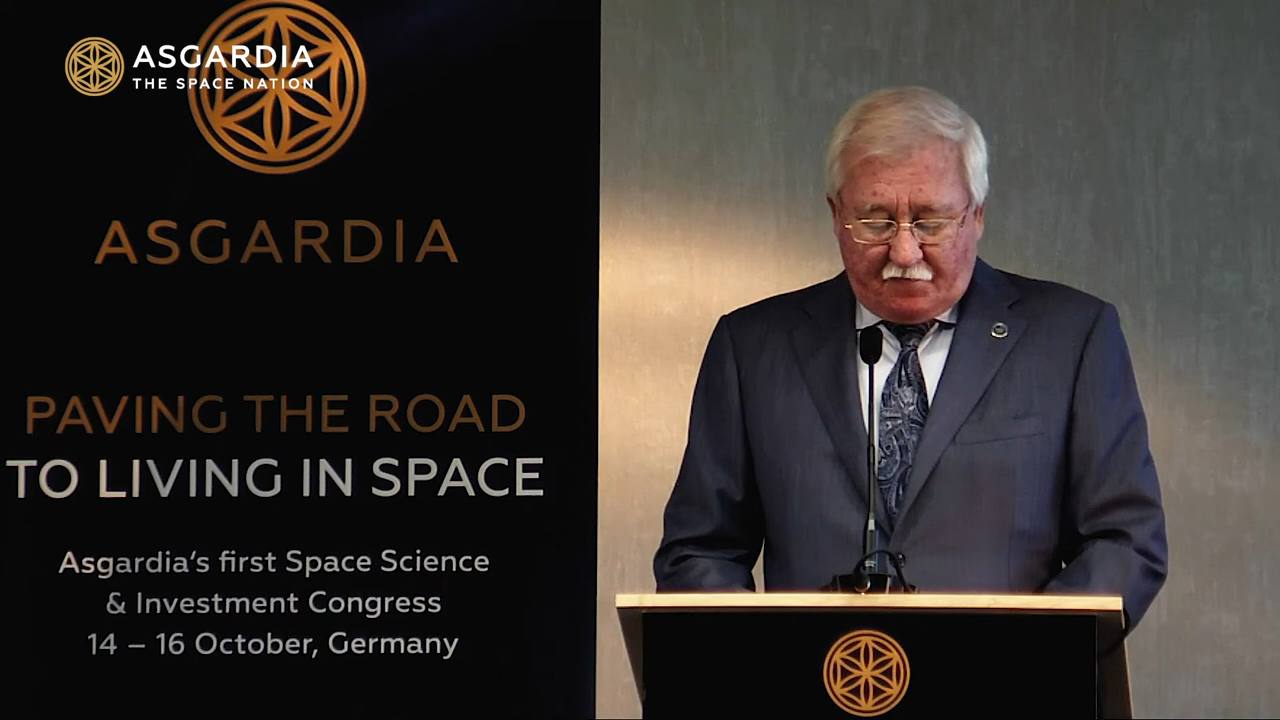 ASGARDIA
THE SPACE NATION
ASGARDIA
PAVING THE ROAD
TO LIVING IN SPACE
Asgardia's first Space Science
& Investment Congress
14 – 16 October, Germany